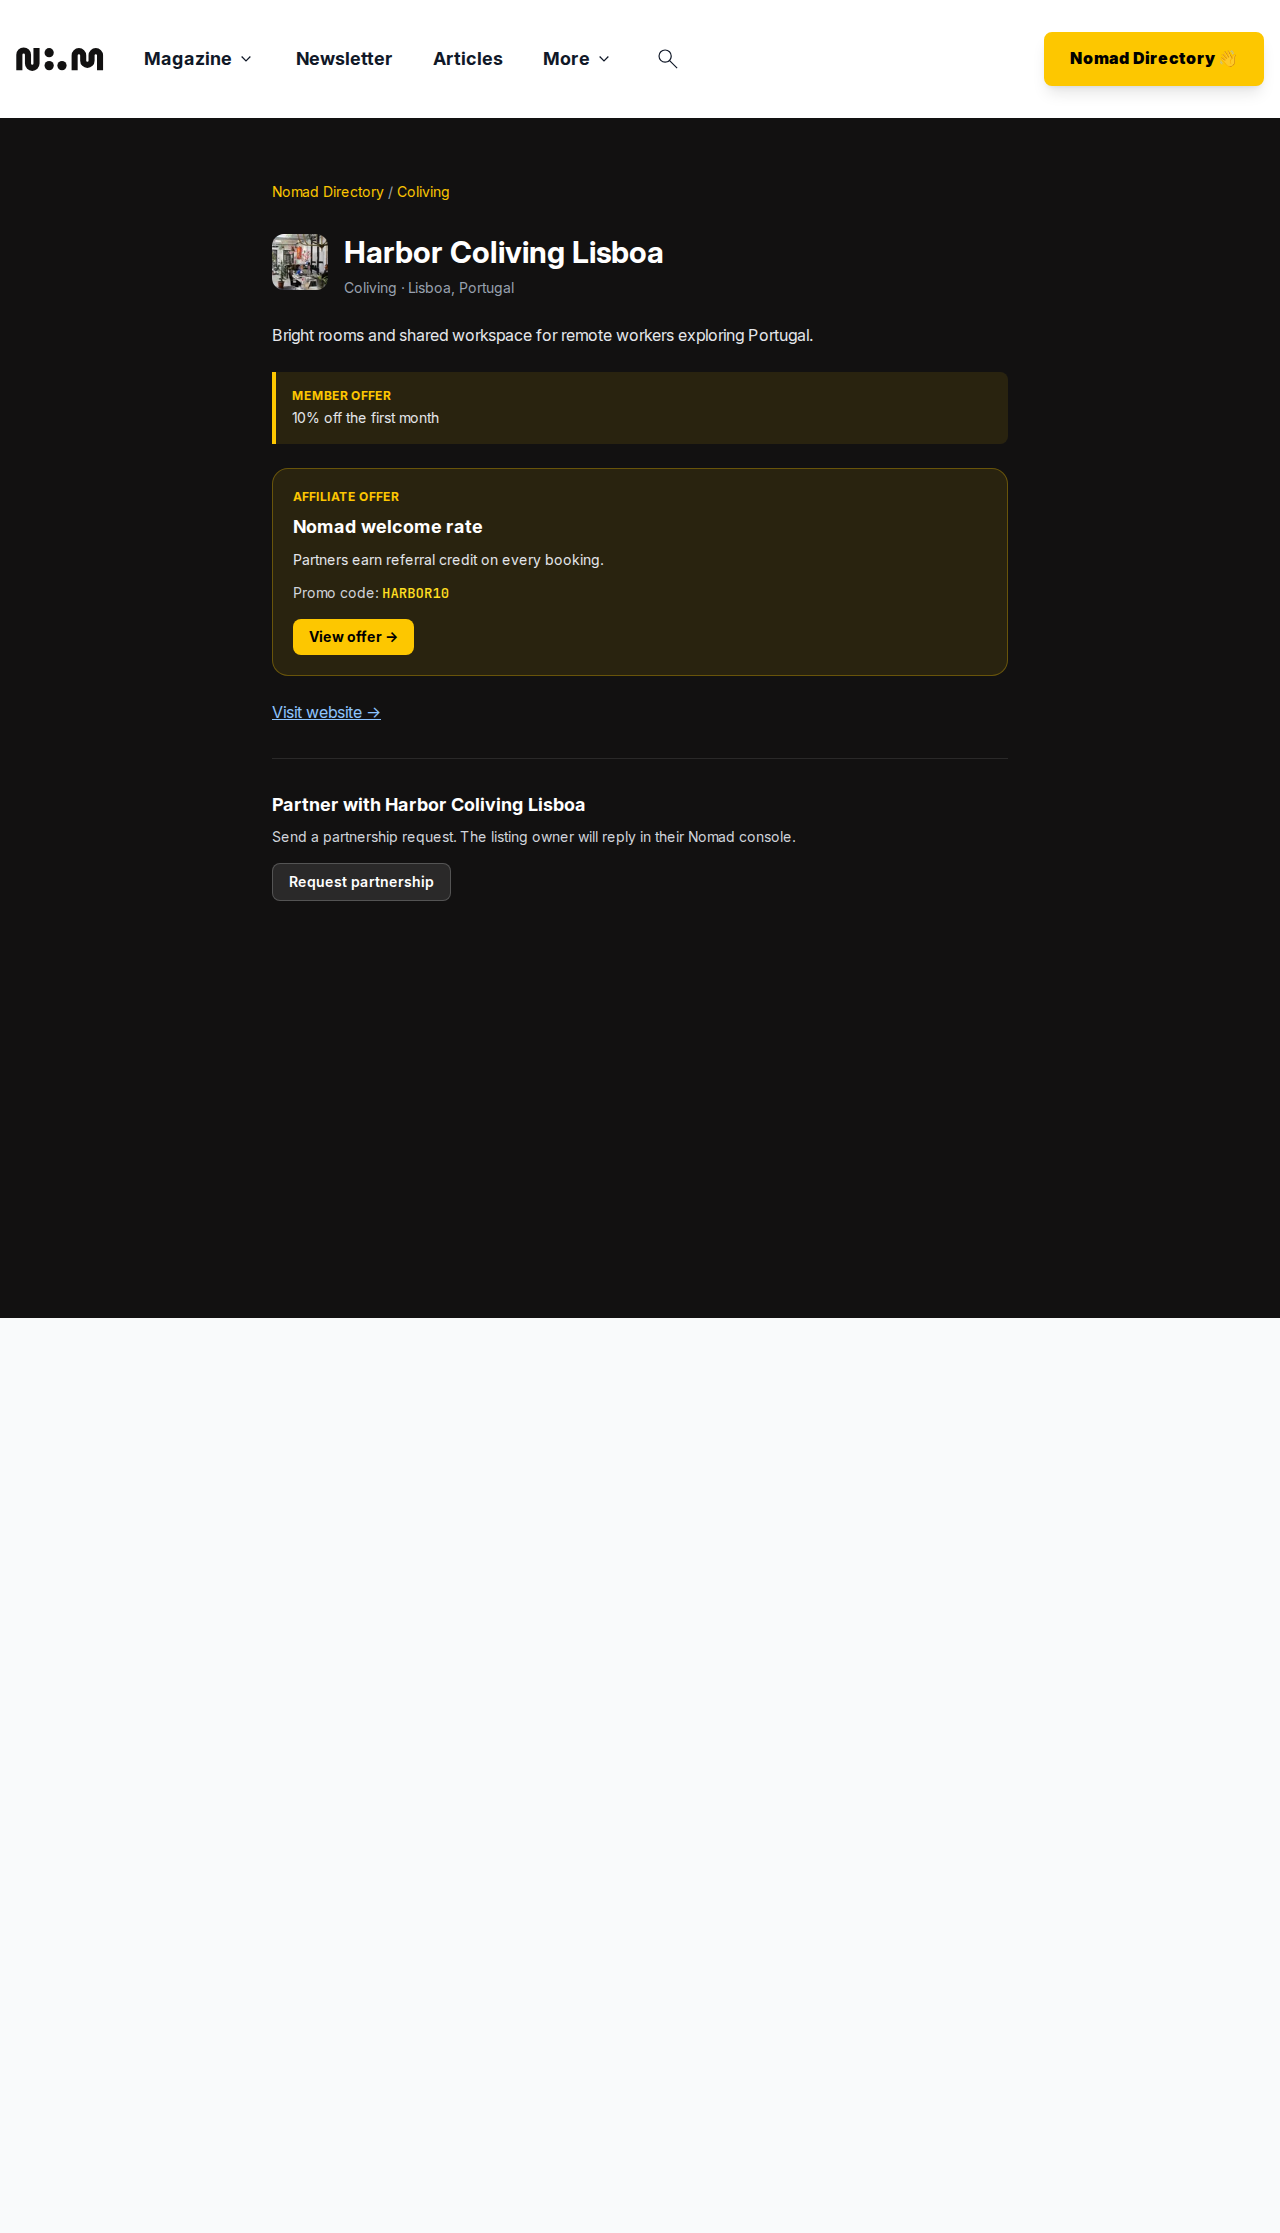 N:.M
Magazine
Newsletter
Articles
More
Nomad Directory 👋
Nomad Directory / Coliving
Harbor Coliving Lisboa
Coliving · Lisboa, Portugal
Bright rooms and shared workspace for remote workers exploring Portugal.
MEMBER OFFER
10% off the first month
AFFILIATE OFFER
Nomad welcome rate
Partners earn referral credit on every booking.
Promo code: HARBOR10
View offer →
Visit website →
Partner with Harbor Coliving Lisboa
Send a partnership request. The listing owner will reply in their Nomad console.
Request partnership